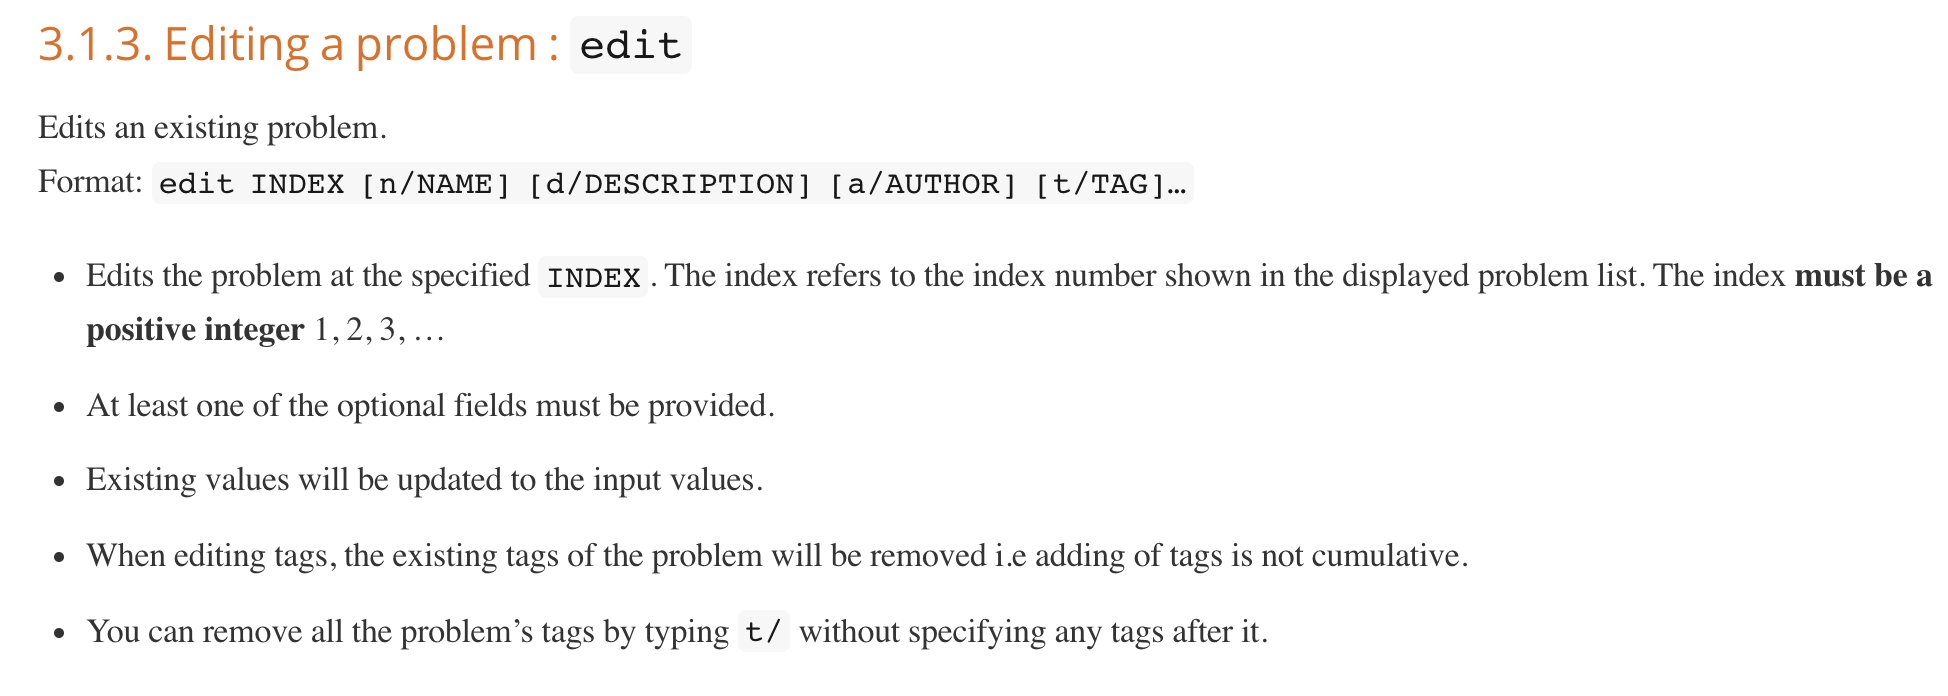 3.1.3. Editing a problem : edit
Edits an existing problem.
Format: edit INDEX [n/NAME] [d/DESCRIPTION] [a/AUTHOR] [t/TAG]…
• Edits the problem at the specified INDEX. The index refers to the index number shown in the displayed problem list. The index must be a
positive integer 1, 2, 3, …
• At least one of the optional fields must be provided.
• Existing values will be updated to the input values.
• When editing tags, the existing tags of the problem will be removed i.e adding of tags is not cumulative.
• You can remove all the problem’s tags by typing t/ without specifying any tags after it.